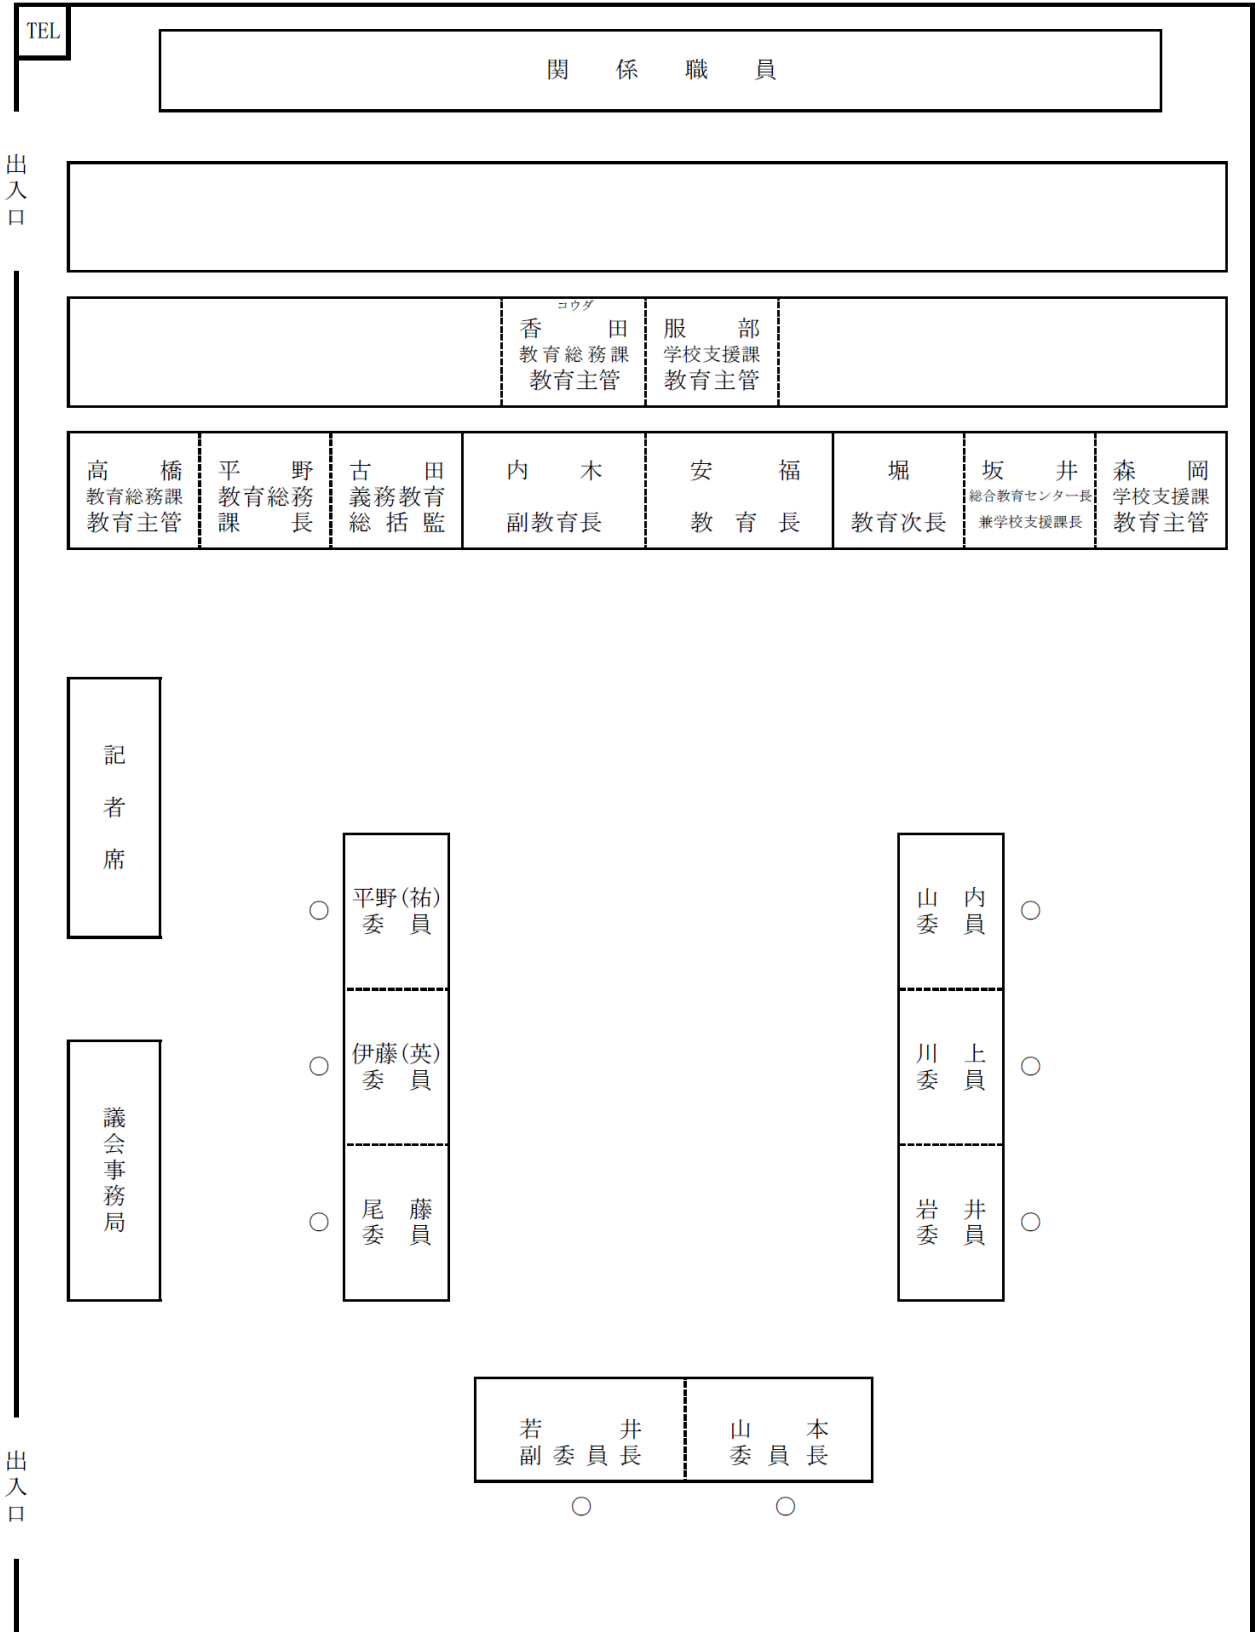 TEL
関係職員
出入口
コウダ
香田
教育総務課
教育主管
服部
学校支援課
教育主管
高橋
教育総務課
教育主管
平野
教育総務
課長
古田
義務教育
総括監
内木
副教育長
安福
教育長
堀
教育次長
坂井
総合教育センター長
兼学校支援課長
森岡
学校支援課
教育主管
記者席
平野(祐)
委員
山内
委員
伊藤(英)
委員
川上
委員
議会事務局
尾藤
委員
岩井
委員
若井
副委員長
山本
委員長
出入口